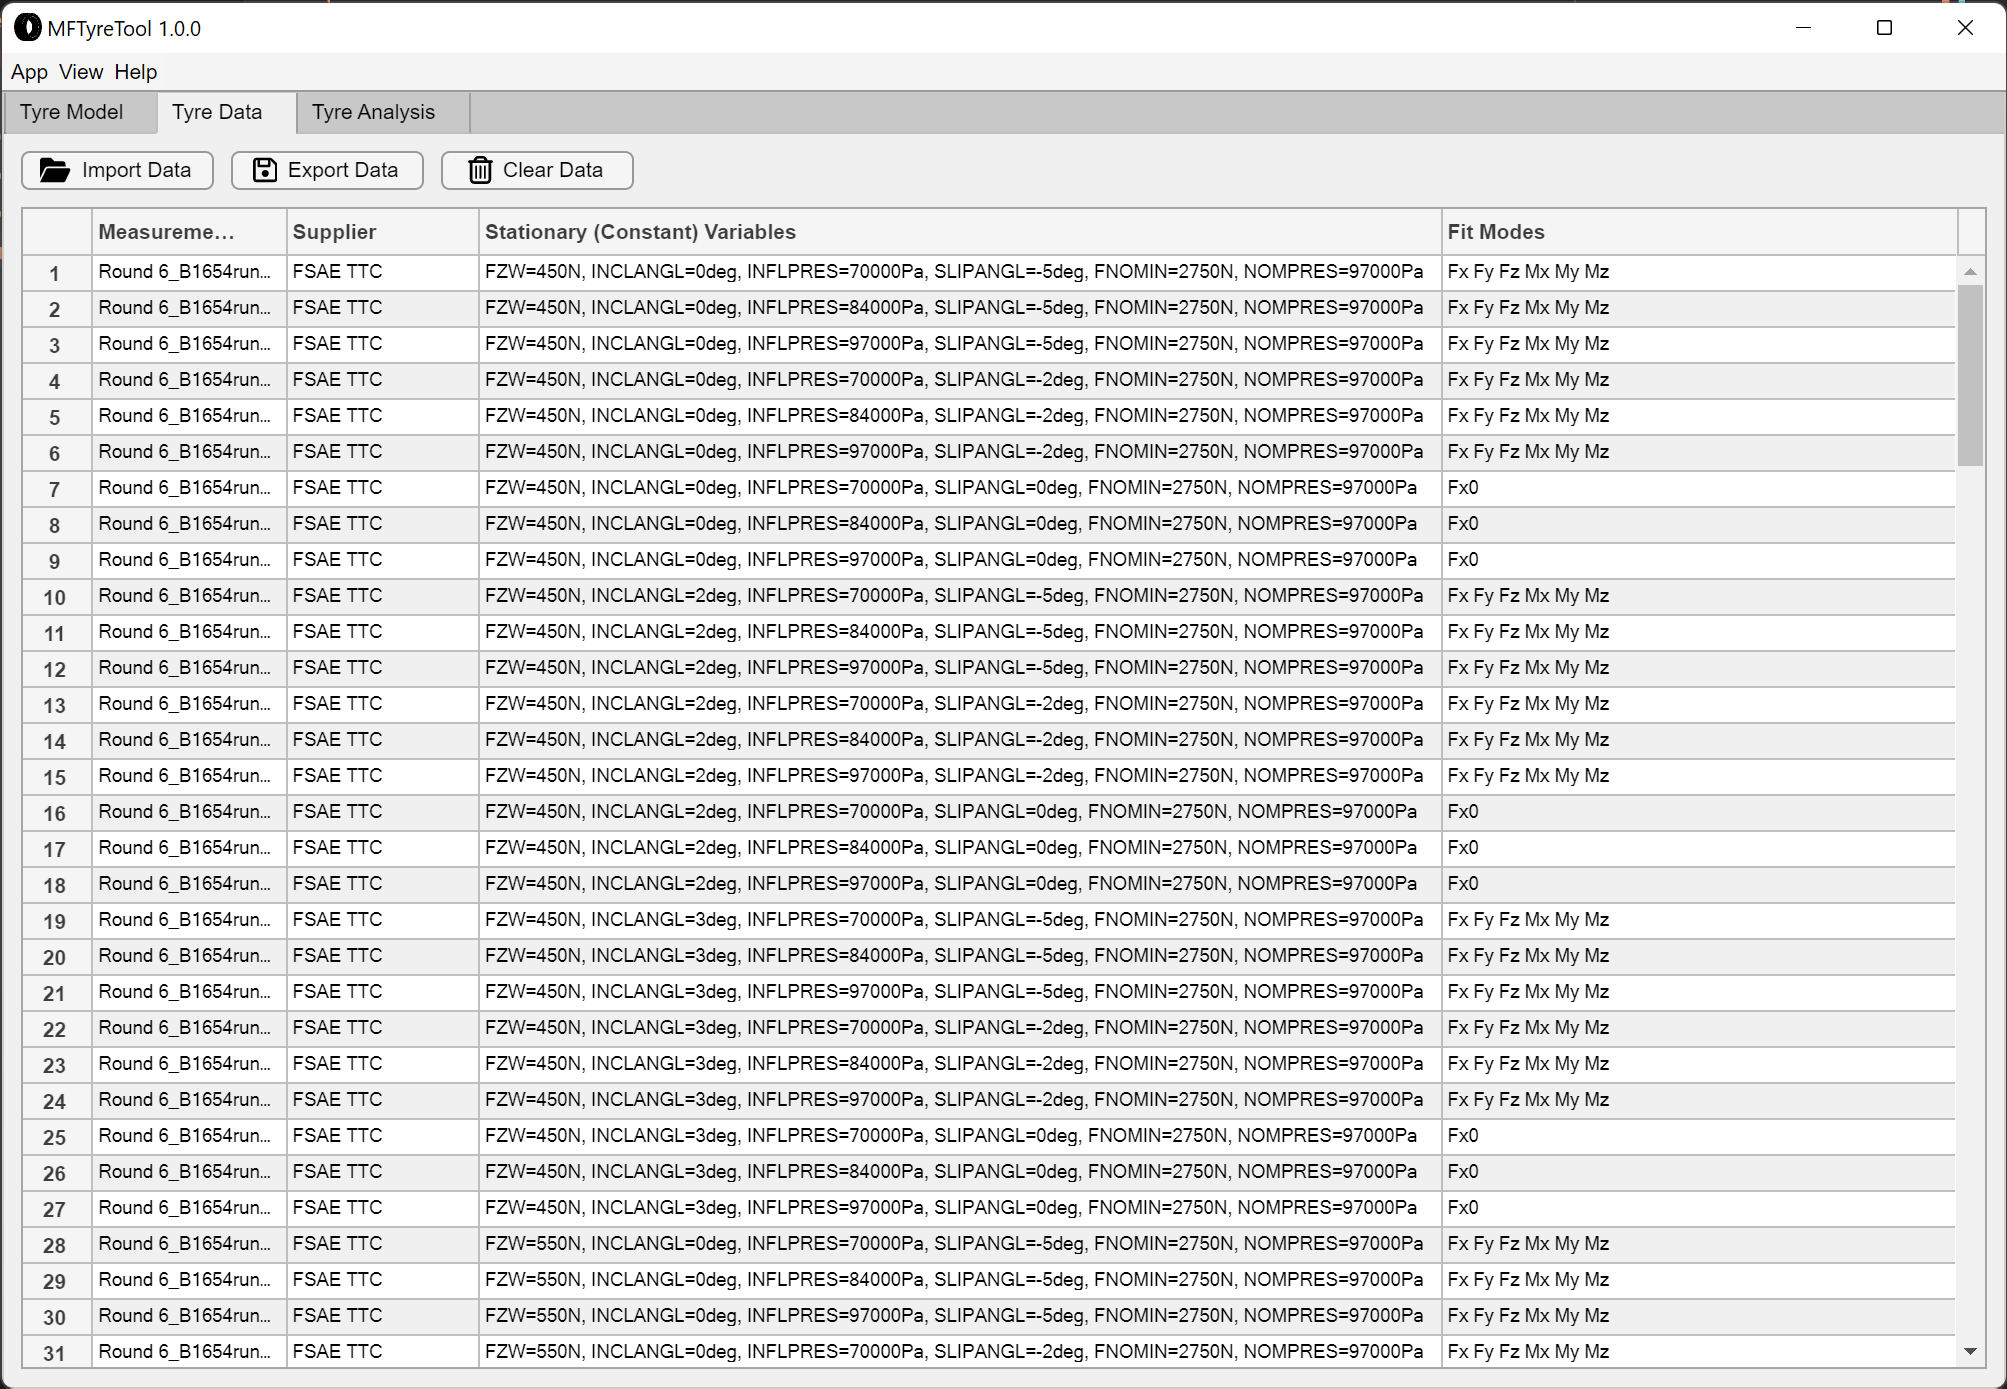 MFTyreTool 1.0.0
App View Help
Tyre Model Tyre Data Tyre Analysis
Import Data Export Data Clear Data
Measureme... Supplier Stationary (Constant) Variables Fit Modes
1 Round 6_B1654run... FSAE TTC FZW=450N, INCLANGL=0deg, INFLPRES=70000Pa, SLIPANGL=-5deg, FNOMIN=2750N, NOMPRES=97000Pa Fx Fy Fz Mx My Mz
2 Round 6_B1654run... FSAE TTC FZW=450N, INCLANGL=0deg, INFLPRES=84000Pa, SLIPANGL=-5deg, FNOMIN=2750N, NOMPRES=97000Pa Fx Fy Fz Mx My Mz
3 Round 6_B1654run... FSAE TTC FZW=450N, INCLANGL=0deg, INFLPRES=97000Pa, SLIPANGL=-5deg, FNOMIN=2750N, NOMPRES=97000Pa Fx Fy Fz Mx My Mz
4 Round 6_B1654run... FSAE TTC FZW=450N, INCLANGL=0deg, INFLPRES=70000Pa, SLIPANGL=-2deg, FNOMIN=2750N, NOMPRES=97000Pa Fx Fy Fz Mx My Mz
5 Round 6_B1654run... FSAE TTC FZW=450N, INCLANGL=0deg, INFLPRES=84000Pa, SLIPANGL=-2deg, FNOMIN=2750N, NOMPRES=97000Pa Fx Fy Fz Mx My Mz
6 Round 6_B1654run... FSAE TTC FZW=450N, INCLANGL=0deg, INFLPRES=97000Pa, SLIPANGL=-2deg, FNOMIN=2750N, NOMPRES=97000Pa Fx Fy Fz Mx My Mz
7 Round 6_B1654run... FSAE TTC FZW=450N, INCLANGL=0deg, INFLPRES=70000Pa, SLIPANGL=0deg, FNOMIN=2750N, NOMPRES=97000Pa Fx0
8 Round 6_B1654run... FSAE TTC FZW=450N, INCLANGL=0deg, INFLPRES=84000Pa, SLIPANGL=0deg, FNOMIN=2750N, NOMPRES=97000Pa Fx0
9 Round 6_B1654run... FSAE TTC FZW=450N, INCLANGL=0deg, INFLPRES=97000Pa, SLIPANGL=0deg, FNOMIN=2750N, NOMPRES=97000Pa Fx0
10 Round 6_B1654run... FSAE TTC FZW=450N, INCLANGL=2deg, INFLPRES=70000Pa, SLIPANGL=-5deg, FNOMIN=2750N, NOMPRES=97000Pa Fx Fy Fz Mx My Mz
11 Round 6_B1654run... FSAE TTC FZW=450N, INCLANGL=2deg, INFLPRES=84000Pa, SLIPANGL=-5deg, FNOMIN=2750N, NOMPRES=97000Pa Fx Fy Fz Mx My Mz
12 Round 6_B1654run... FSAE TTC FZW=450N, INCLANGL=2deg, INFLPRES=97000Pa, SLIPANGL=-5deg, FNOMIN=2750N, NOMPRES=97000Pa Fx Fy Fz Mx My Mz
13 Round 6_B1654run... FSAE TTC FZW=450N, INCLANGL=2deg, INFLPRES=70000Pa, SLIPANGL=-2deg, FNOMIN=2750N, NOMPRES=97000Pa Fx Fy Fz Mx My Mz
14 Round 6_B1654run... FSAE TTC FZW=450N, INCLANGL=2deg, INFLPRES=84000Pa, SLIPANGL=-2deg, FNOMIN=2750N, NOMPRES=97000Pa Fx Fy Fz Mx My Mz
15 Round 6_B1654run... FSAE TTC FZW=450N, INCLANGL=2deg, INFLPRES=97000Pa, SLIPANGL=-2deg, FNOMIN=2750N, NOMPRES=97000Pa Fx Fy Fz Mx My Mz
16 Round 6_B1654run... FSAE TTC FZW=450N, INCLANGL=2deg, INFLPRES=70000Pa, SLIPANGL=0deg, FNOMIN=2750N, NOMPRES=97000Pa Fx0
17 Round 6_B1654run... FSAE TTC FZW=450N, INCLANGL=2deg, INFLPRES=84000Pa, SLIPANGL=0deg, FNOMIN=2750N, NOMPRES=97000Pa Fx0
18 Round 6_B1654run... FSAE TTC FZW=450N, INCLANGL=2deg, INFLPRES=97000Pa, SLIPANGL=0deg, FNOMIN=2750N, NOMPRES=97000Pa Fx0
19 Round 6_B1654run... FSAE TTC FZW=450N, INCLANGL=3deg, INFLPRES=70000Pa, SLIPANGL=-5deg, FNOMIN=2750N, NOMPRES=97000Pa Fx Fy Fz Mx My Mz
20 Round 6_B1654run... FSAE TTC FZW=450N, INCLANGL=3deg, INFLPRES=84000Pa, SLIPANGL=-5deg, FNOMIN=2750N, NOMPRES=97000Pa Fx Fy Fz Mx My Mz
21 Round 6_B1654run... FSAE TTC FZW=450N, INCLANGL=3deg, INFLPRES=97000Pa, SLIPANGL=-5deg, FNOMIN=2750N, NOMPRES=97000Pa Fx Fy Fz Mx My Mz
22 Round 6_B1654run... FSAE TTC FZW=450N, INCLANGL=3deg, INFLPRES=70000Pa, SLIPANGL=-2deg, FNOMIN=2750N, NOMPRES=97000Pa Fx Fy Fz Mx My Mz
23 Round 6_B1654run... FSAE TTC FZW=450N, INCLANGL=3deg, INFLPRES=84000Pa, SLIPANGL=-2deg, FNOMIN=2750N, NOMPRES=97000Pa Fx Fy Fz Mx My Mz
24 Round 6_B1654run... FSAE TTC FZW=450N, INCLANGL=3deg, INFLPRES=97000Pa, SLIPANGL=-2deg, FNOMIN=2750N, NOMPRES=97000Pa Fx Fy Fz Mx My Mz
25 Round 6_B1654run... FSAE TTC FZW=450N, INCLANGL=3deg, INFLPRES=70000Pa, SLIPANGL=0deg, FNOMIN=2750N, NOMPRES=97000Pa Fx0
26 Round 6_B1654run... FSAE TTC FZW=450N, INCLANGL=3deg, INFLPRES=84000Pa, SLIPANGL=0deg, FNOMIN=2750N, NOMPRES=97000Pa Fx0
27 Round 6_B1654run... FSAE TTC FZW=450N, INCLANGL=3deg, INFLPRES=97000Pa, SLIPANGL=0deg, FNOMIN=2750N, NOMPRES=97000Pa Fx0
28 Round 6_B1654run... FSAE TTC FZW=550N, INCLANGL=0deg, INFLPRES=70000Pa, SLIPANGL=-5deg, FNOMIN=2750N, NOMPRES=97000Pa Fx Fy Fz Mx My Mz
29 Round 6_B1654run... FSAE TTC FZW=550N, INCLANGL=0deg, INFLPRES=84000Pa, SLIPANGL=-5deg, FNOMIN=2750N, NOMPRES=97000Pa Fx Fy Fz Mx My Mz
30 Round 6_B1654run... FSAE TTC FZW=550N, INCLANGL=0deg, INFLPRES=97000Pa, SLIPANGL=-5deg, FNOMIN=2750N, NOMPRES=97000Pa Fx Fy Fz Mx My Mz
31 Round 6_B1654run... FSAE TTC FZW=550N, INCLANGL=0deg, INFLPRES=70000Pa, SLIPANGL=-2deg, FNOMIN=2750N, NOMPRES=97000Pa Fx Fy Fz Mx My Mz